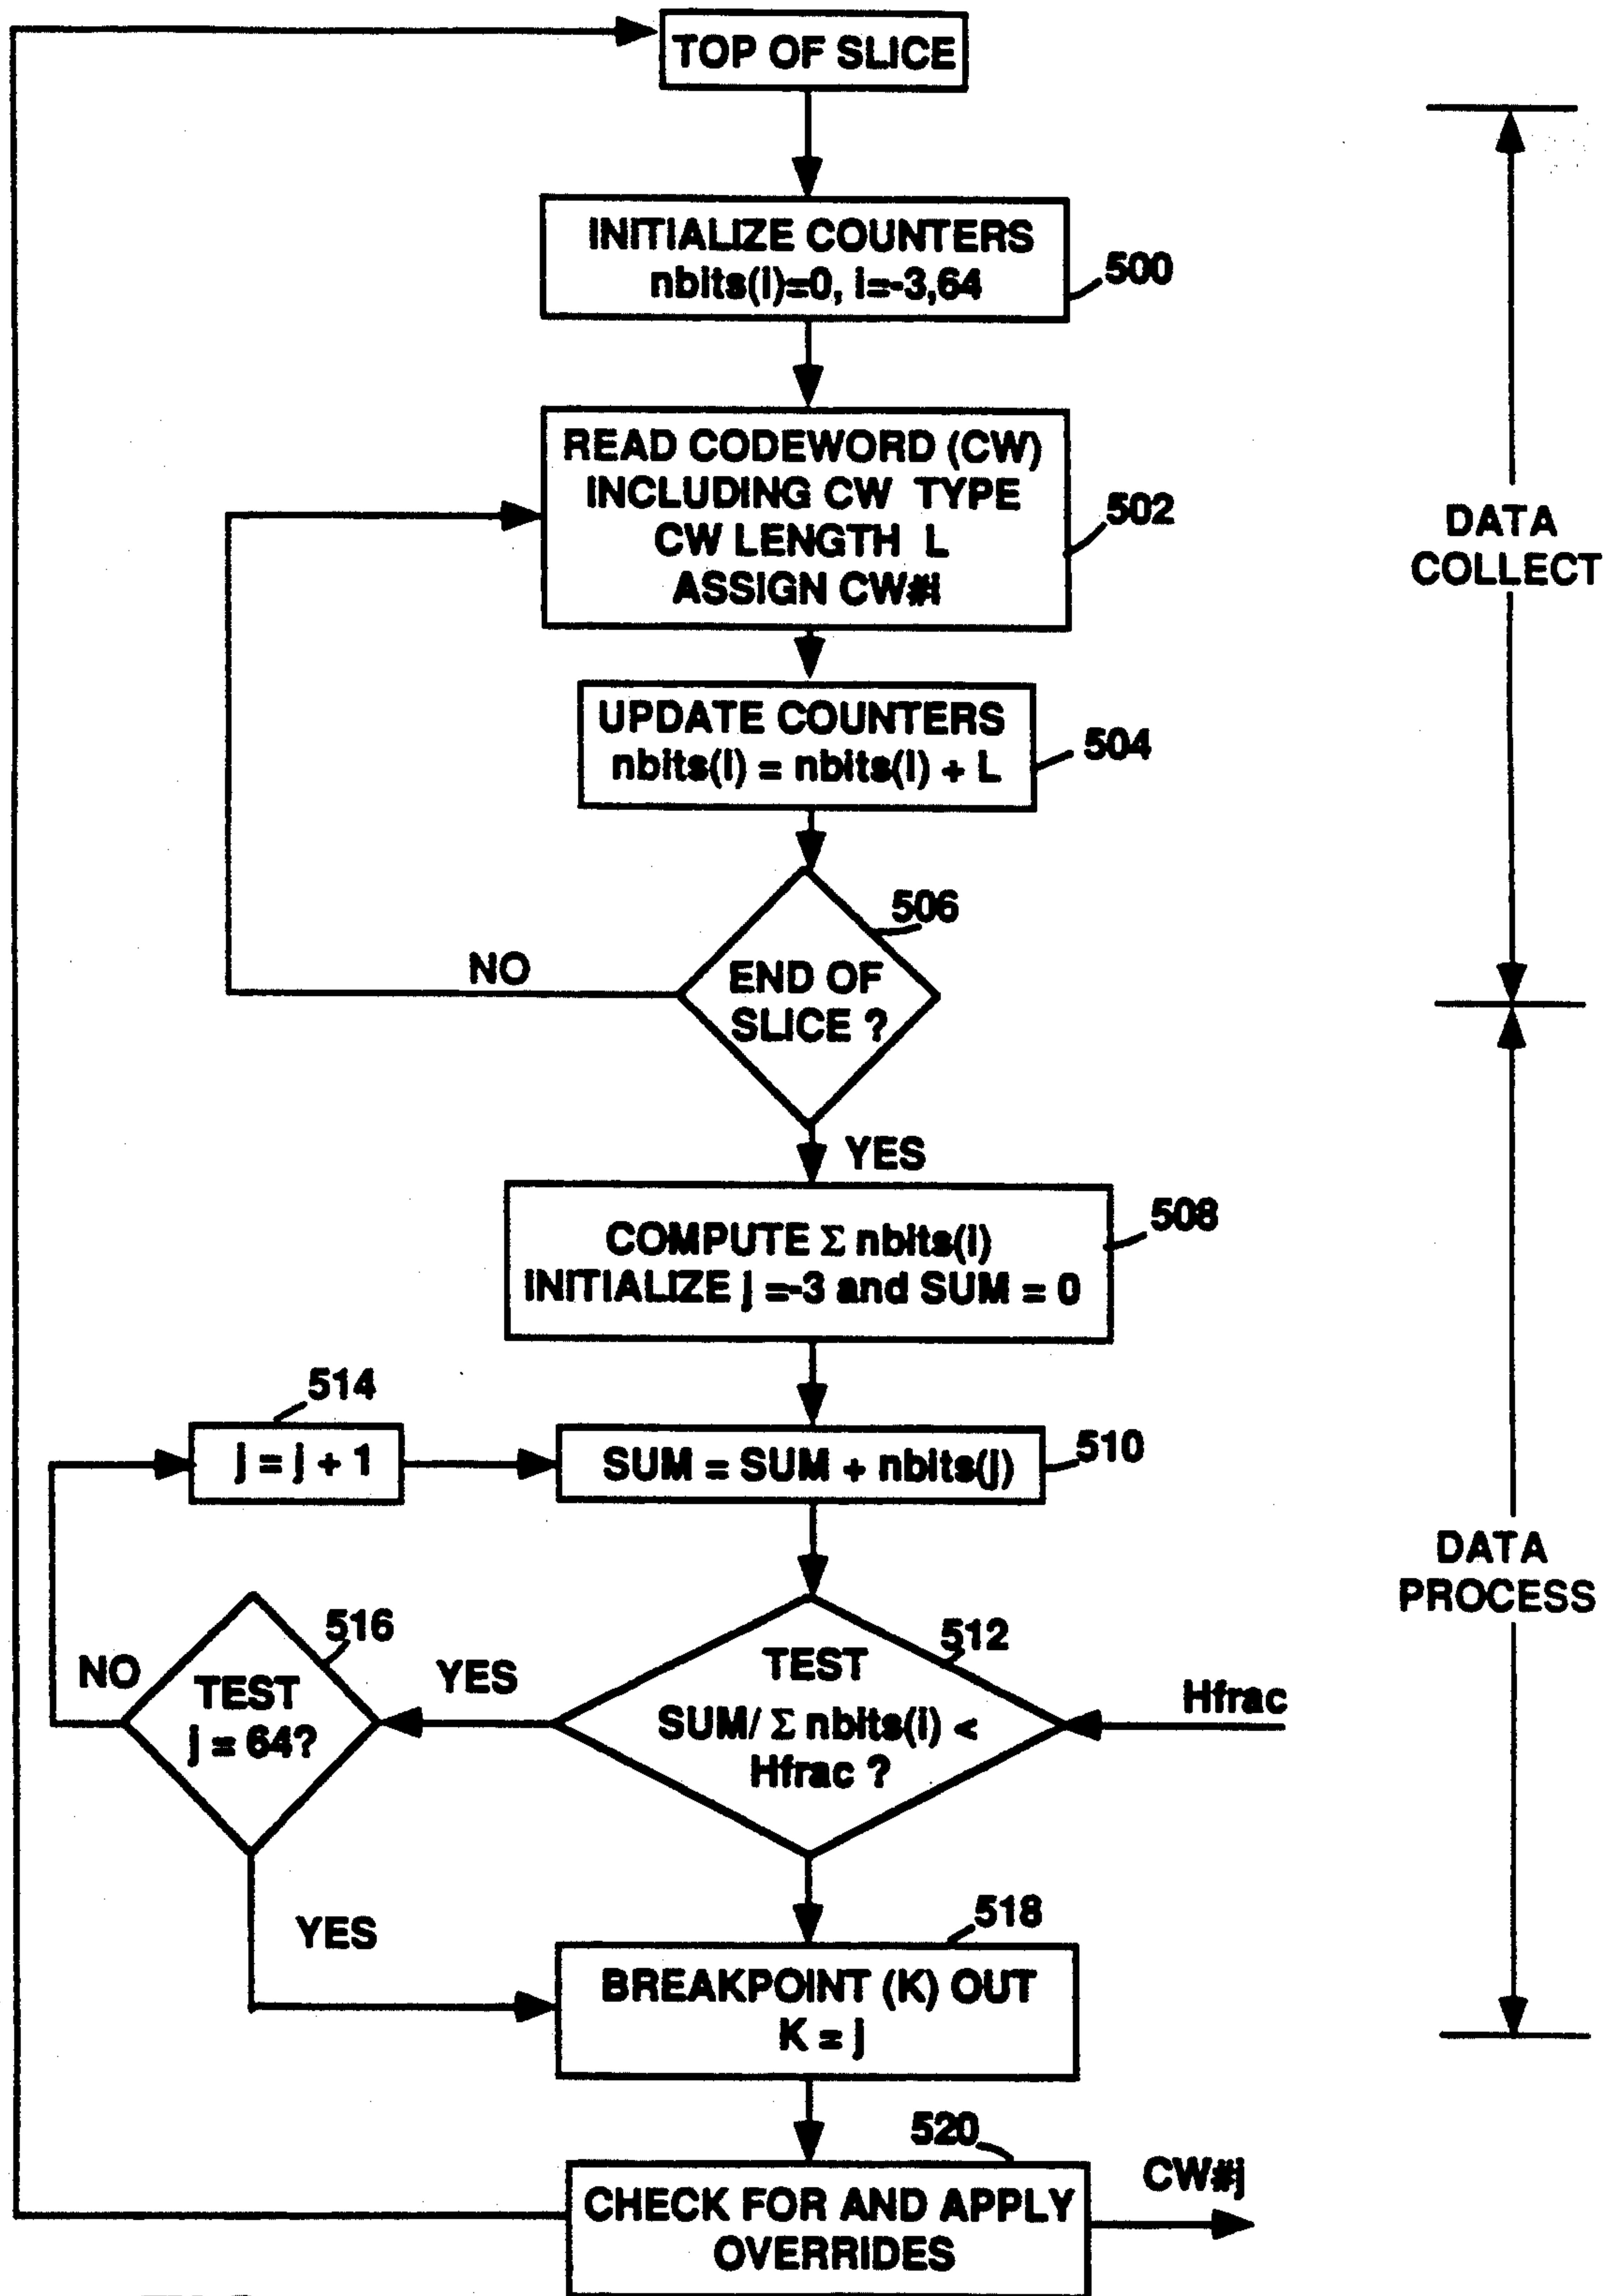 TOP OF SLICE
INITIALIZE COUNTERS
nbits(i)=0, i=-3,64
500
READ CODEWORD (CW)
INCLUDING CW TYPE
CW LENGTH L
ASSIGN CW#i
502
DATA
COLLECT
UPDATE COUNTERS
nbits(i) = nbits(i) + L
504
506
END OF
SLICE ?
NO
YES
COMPUTE Σ nbits(i)
INITIALIZE j =-3 and SUM = 0
508
514
j = j + 1
SUM = SUM + nbits(j)
510
DATA
PROCESS
516
TEST
j = 64?
NO
YES
512
TEST
SUM/ Σ nbits(i) <
Hfrac ?
Hfrac
YES
518
BREAKPOINT (K) OUT
K = j
520
CHECK FOR AND APPLY
OVERRIDES
CW#j